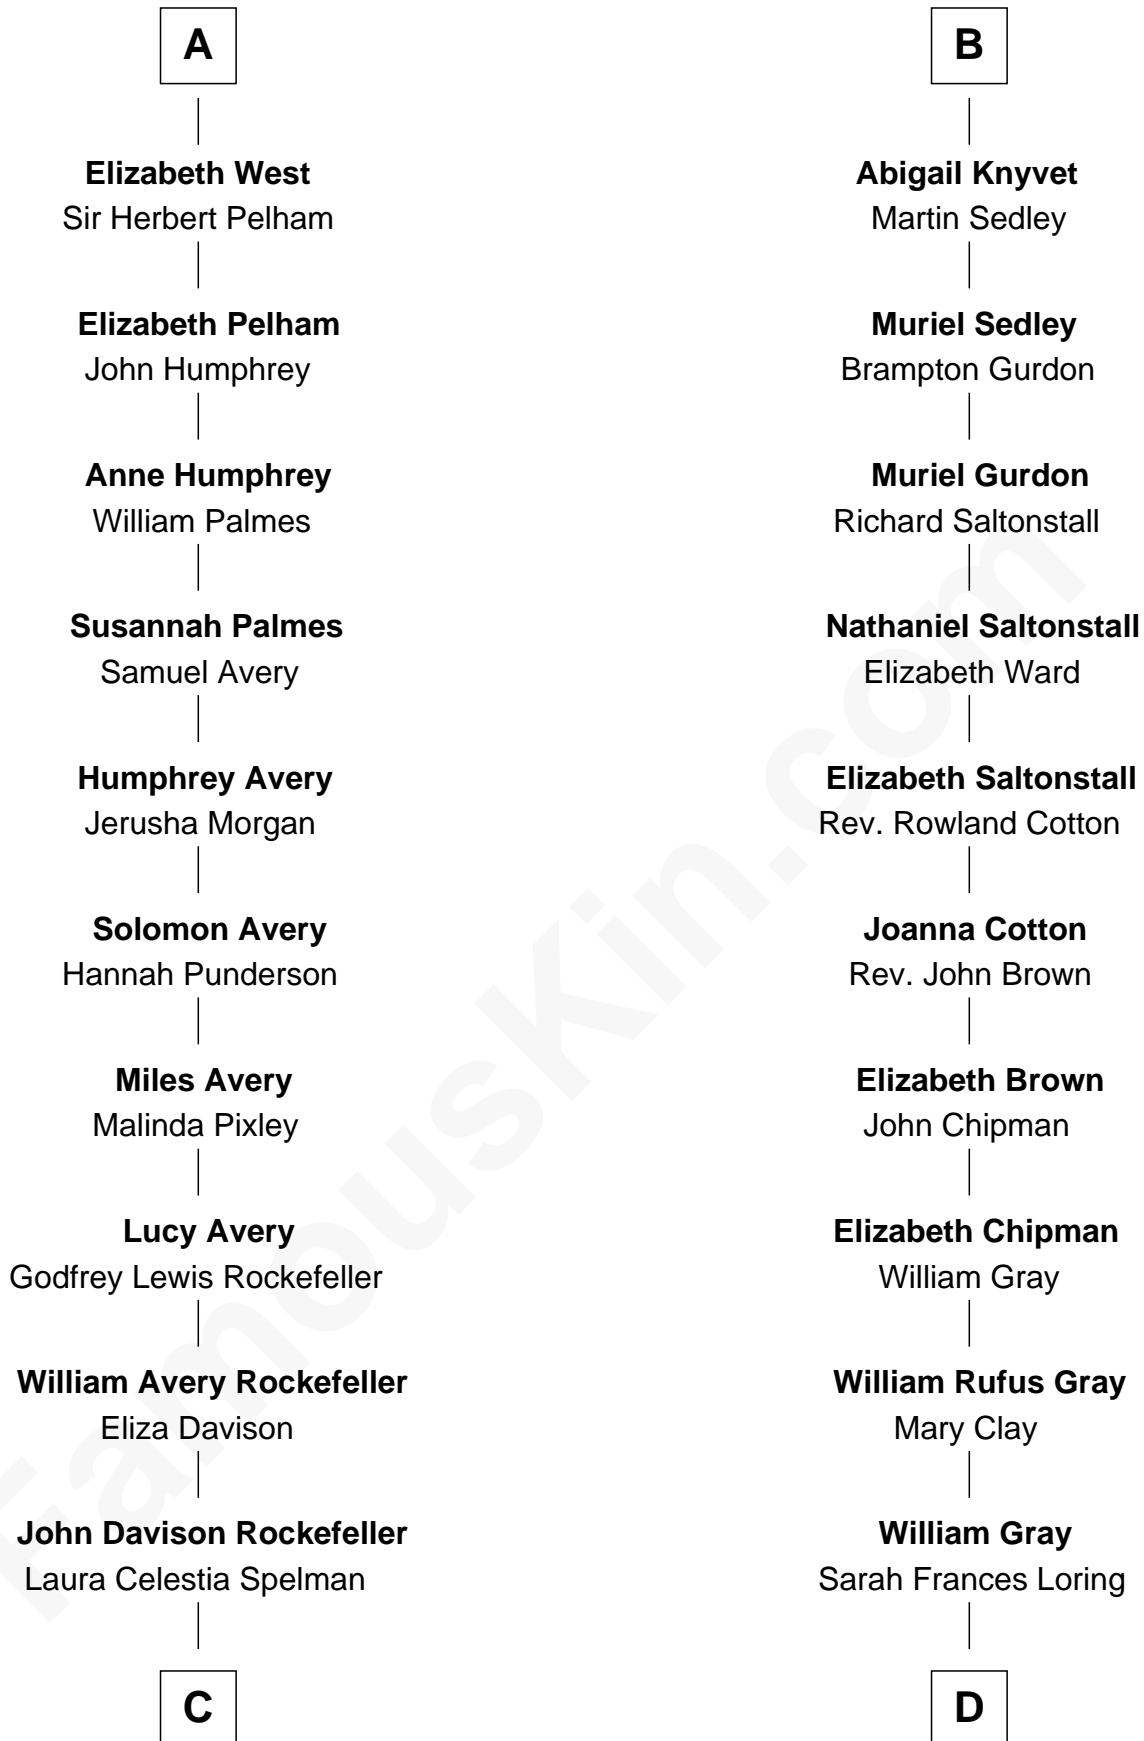 A
Elizabeth West
Sir Herbert Pelham
Elizabeth Pelham
John Humphrey
Anne Humphrey
William Palmes
Susannah Palmes
Samuel Avery
Humphrey Avery
Jerusha Morgan
Solomon Avery
Hannah Punderson
Miles Avery
Malinda Pixley
Lucy Avery
Godfrey Lewis Rockefeller
William Avery Rockefeller
Eliza Davison
John Davison Rockefeller
Laura Celestia Spelman
C
B
Abigail Knyvet
Martin Sedley
Muriel Sedley
Brampton Gurdon
Muriel Gurdon
Richard Saltonstall
Nathaniel Saltonstall
Elizabeth Ward
Elizabeth Saltonstall
Rev. Rowland Cotton
Joanna Cotton
Rev. John Brown
Elizabeth Brown
John Chipman
Elizabeth Chipman
William Gray
William Rufus Gray
Mary Clay
William Gray
Sarah Frances Loring
D
FamousKin.com